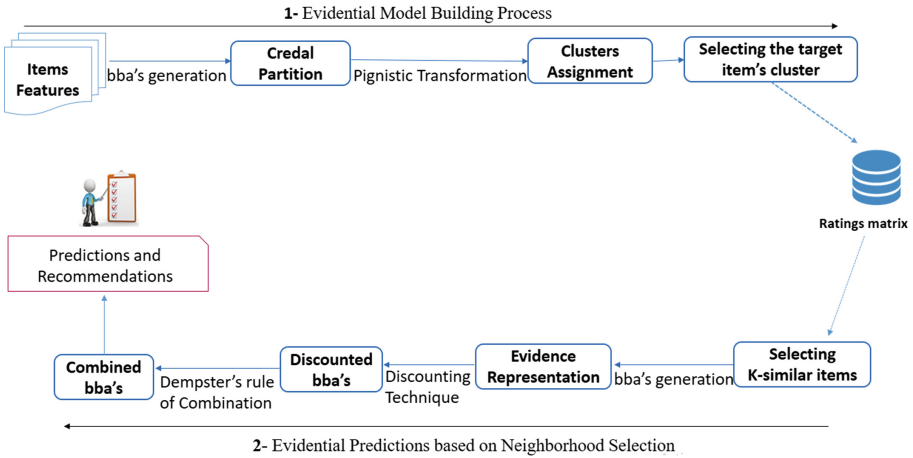 1- Evidential Model Building Process
Items
Features
bba's generation
Credal
Partition
Pignistic Transformation
Clusters
Assignment
Selecting the target
item's cluster
Ratings matrix
Predictions and
Recommendations
Selecting
K-similar items
bba's generation
Evidence
Representation
Discounting
Technique
Discounted
bba's
Dempster's rule
of Combination
Combined
bba's
2- Evidential Predictions based on Neighborhood Selection